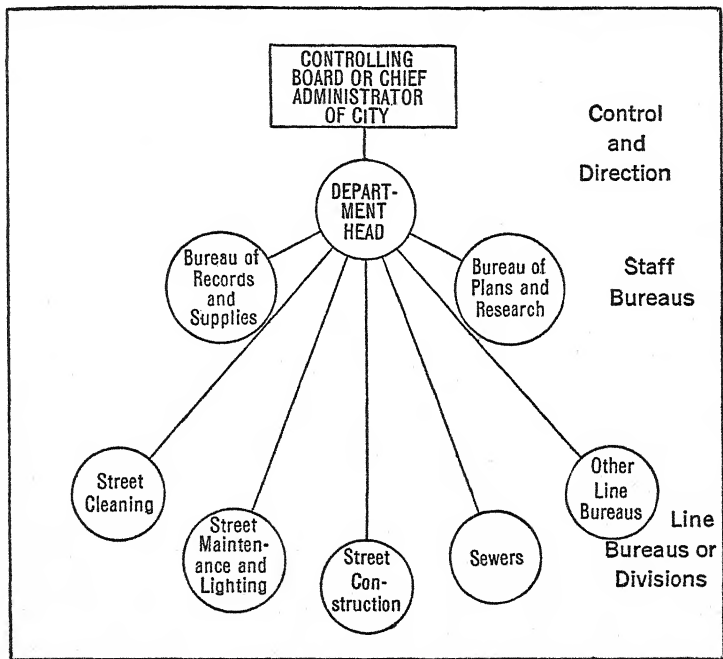 CONTROLLING
BOARD OR CHIEF
ADMINISTRATOR
OF CITY
Control
and
Direction
DEPART-
MENT
HEAD
Bureau of
Records
and
Supplies
Bureau of
Plans and
Research
Staff
Bureaus
Street
Cleaning
Street
Mainten-
ance and
Lighting
Street
Con-
struction
Sewers
Other
Line
Bureaus
Line
Bureaus or
Divisions